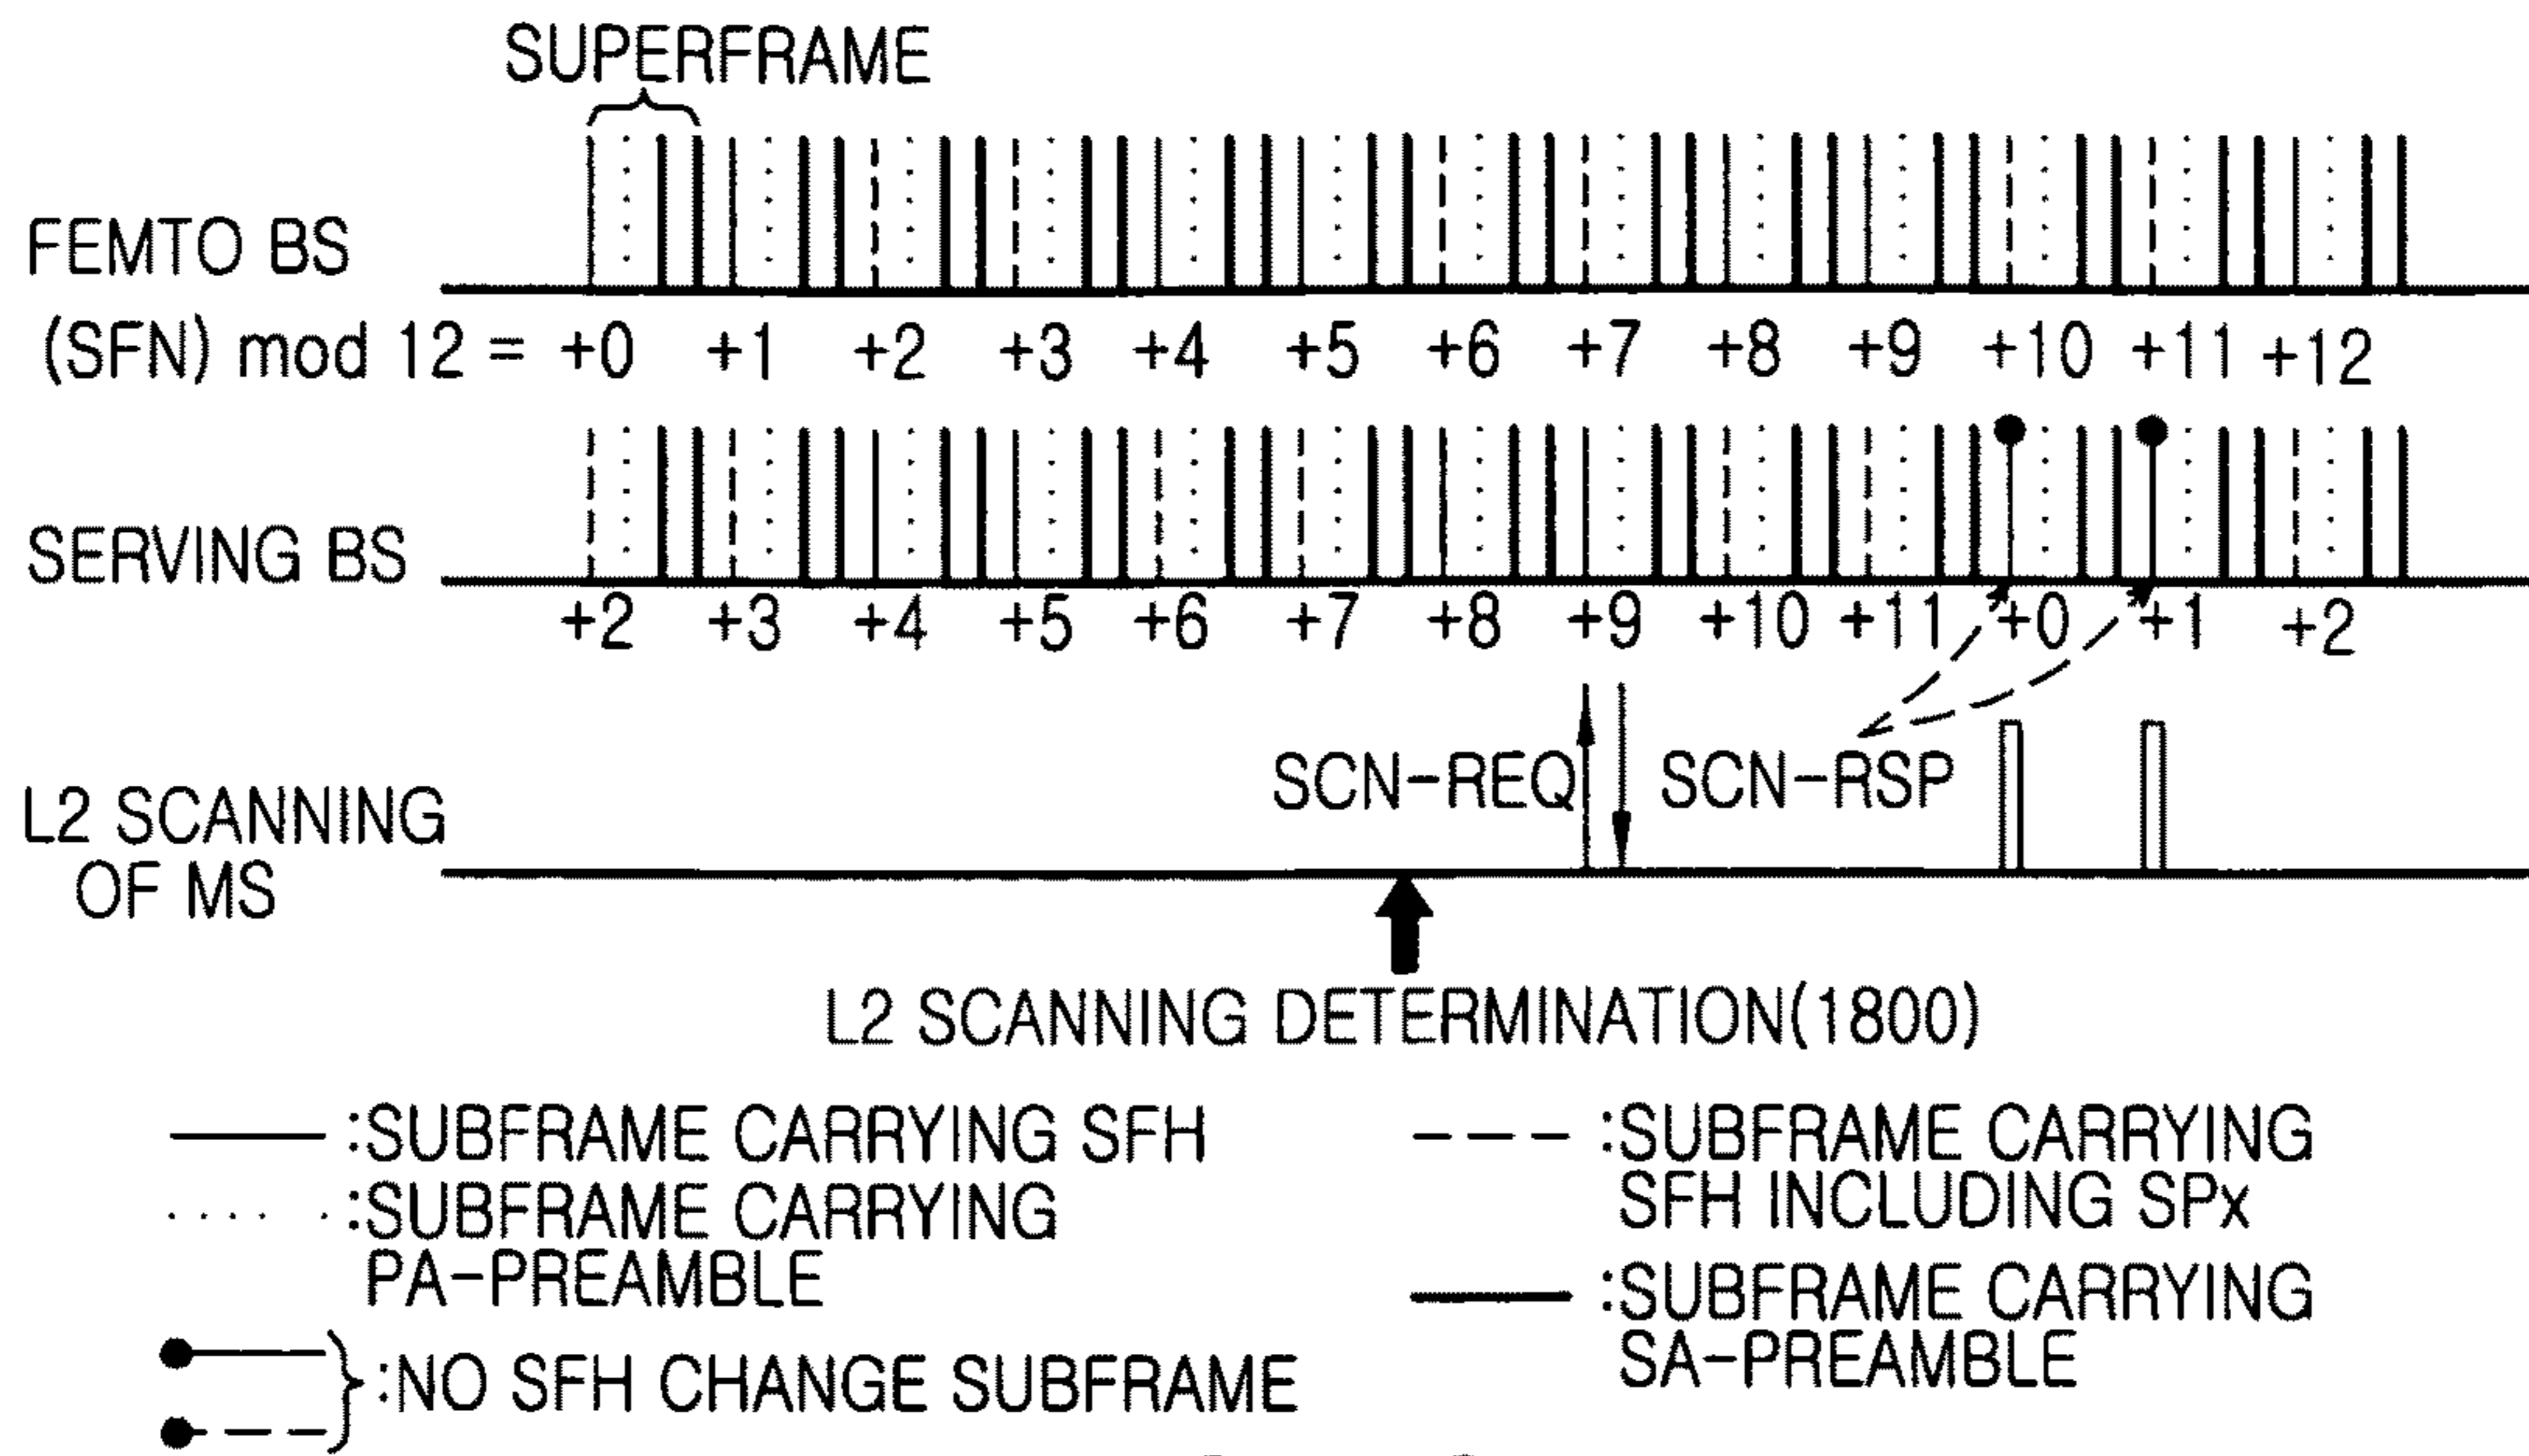 SUPERFRAME
FEMTO BS
(SFN) mod 12 = +0 +1 +2 +3 +4 +5 +6 +7 +8 +9 +10 +11 +12
SERVING BS
+2 +3 +4 +5 +6 +7 +8 +9 +10 +11 +0 +1 +2
SCN-REQ SCN-RSP
L2 SCANNING
OF MS
L2 SCANNING DETERMINATION(1800)
:SUBFRAME CARRYING SFH
:SUBFRAME CARRYING
PA-PREAMBLE
:NO SFH CHANGE SUBFRAME
:SUBFRAME CARRYING
SFH INCLUDING SPx
:SUBFRAME CARRYING
SA-PREAMBLE